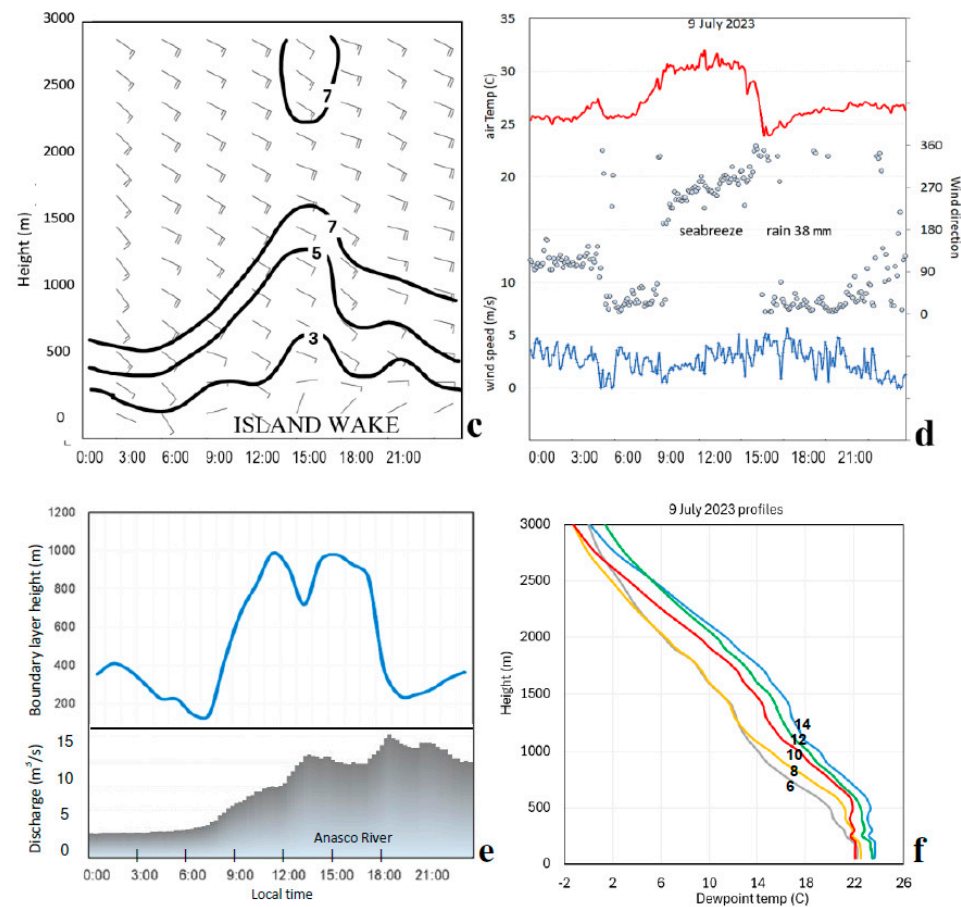 3000
2500
2000
1500
1000
500
0
Height (m)
7
7
5
3
ISLAND WAKE
c
0:00 3:00 6:00 9:00 12:00 15:00 18:00 21:00
9 July 2023
35
30
25
20
10
5
0
air Temp (C)
wind speed (m/s)
360
270
180
90
0
Wind direction
seabreeze rain 38 mm
d
0:00 3:00 6:00 9:00 12:00 15:00 18:00 21:00
1200
1000
800
600
400
200
Boundary layer height (m)
15
10
5
0
Discharge (m³/s)
Anasco River
e
0:00 3:00 6:00 9:00 12:00 15:00 18:00 21:00
Local time
9 July 2023 profiles
3000
2500
2000
1500
1000
500
0
Height (m)
14
12
10
8
6
f
-2 2 6 10 14 18 22 26
Dewpoint temp (C)